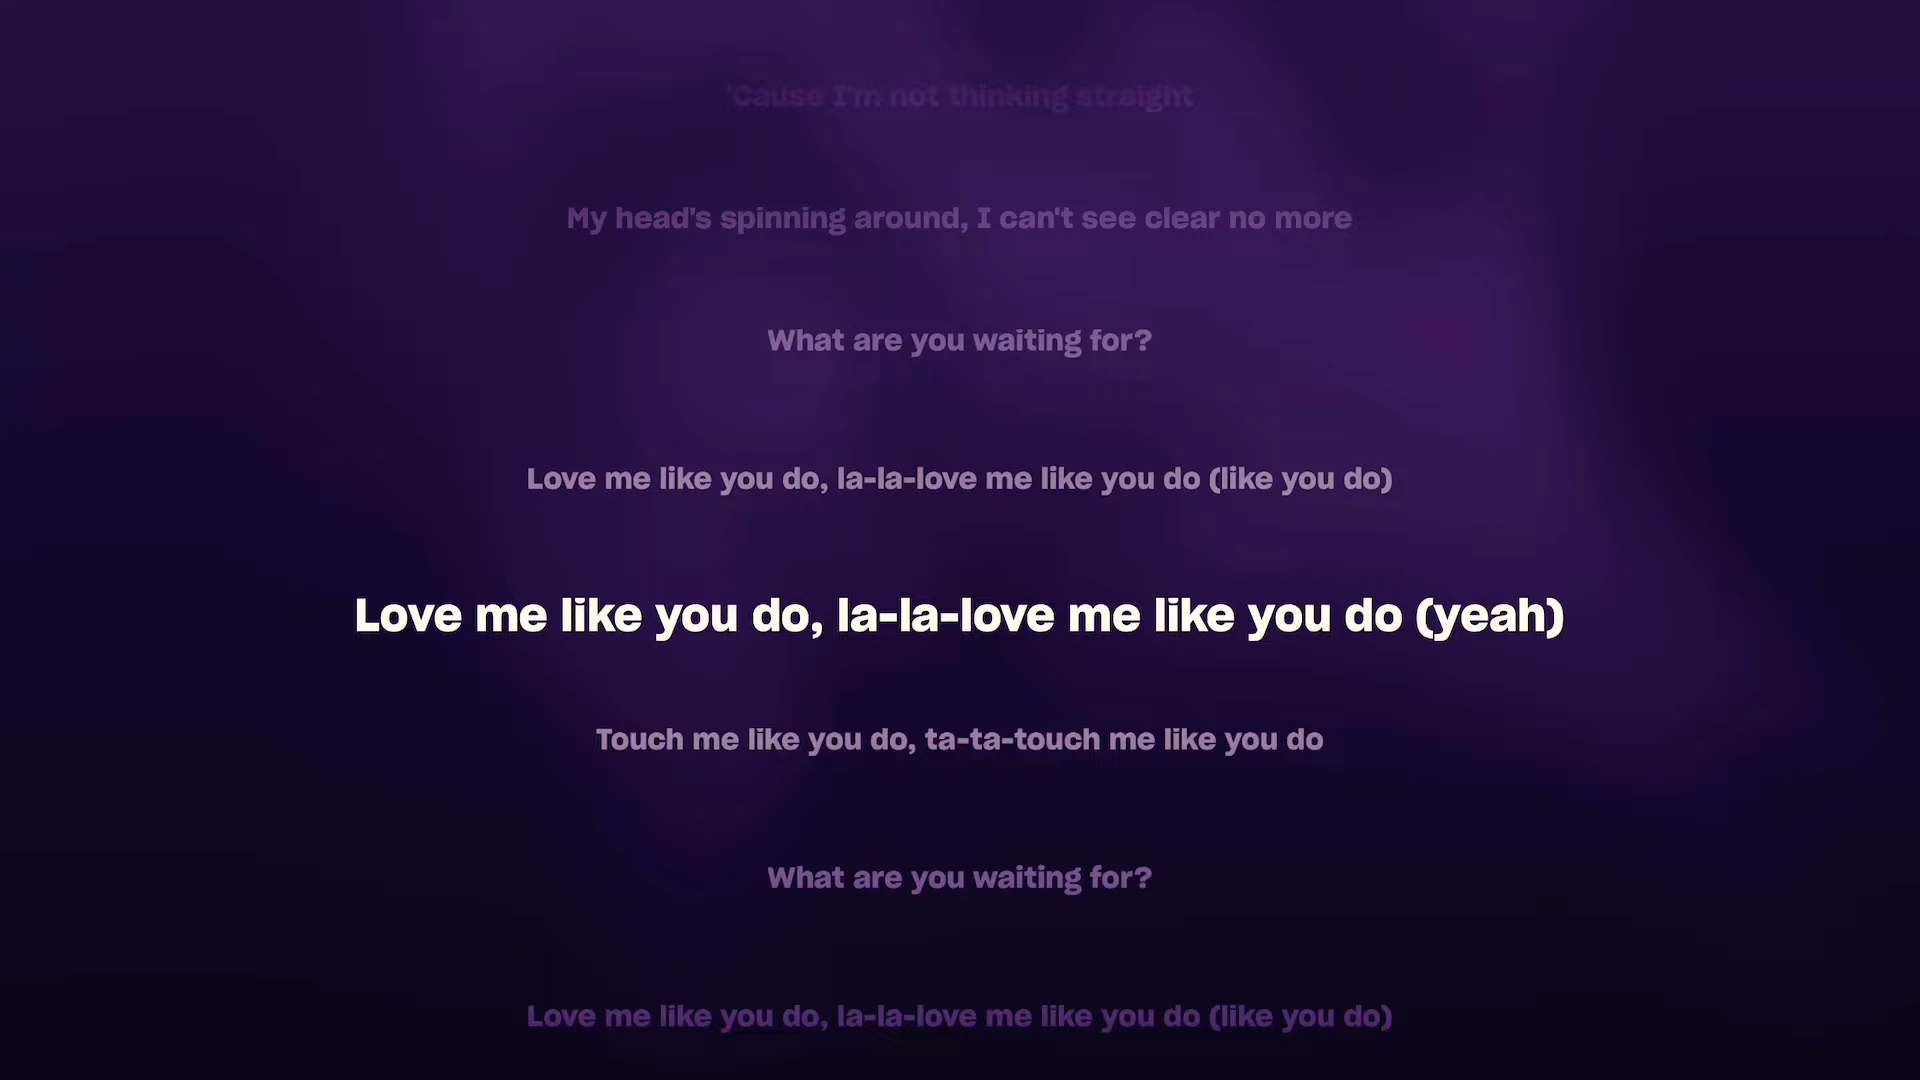 'Cause I'm not thinking straight
My head's spinning around, I can't see clear no more
What are you waiting for?
Love me like you do, la-la-love me like you do (like you do)
Love me like you do, la-la-love me like you do (yeah)
Touch me like you do, ta-ta-touch me like you do
What are you waiting for?
Love me like you do, la-la-love me like you do (like you do)